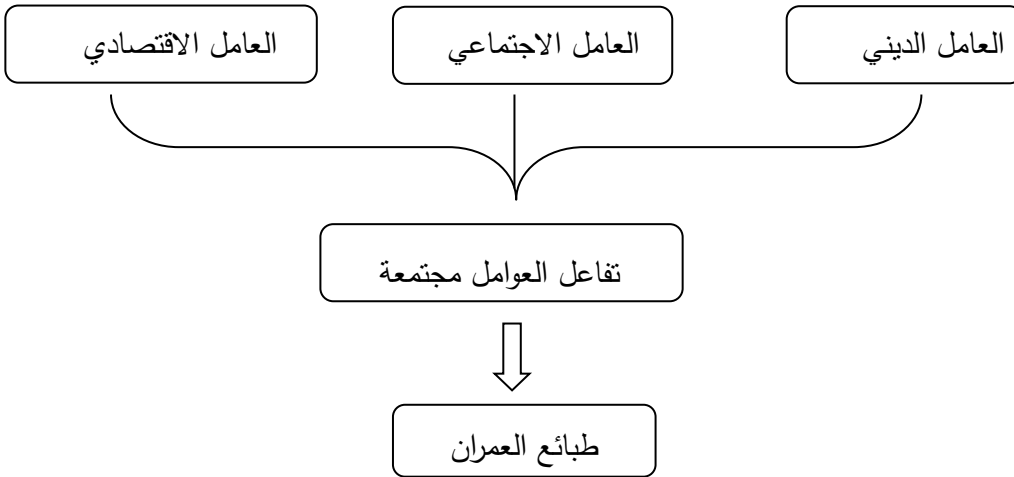 العامل الديني
العامل الاجتماعي
العامل الاقتصادي
تفاعل العوامل مجتمعة
طبائع العمران